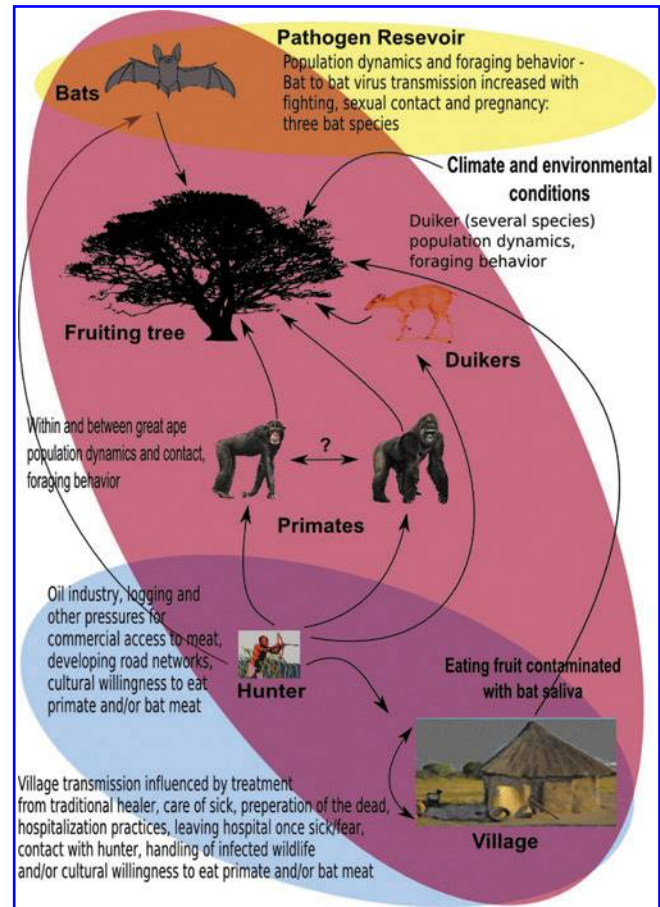 Pathogen Resevoir
Population dynamics and foraging behavior -
Bat to bat virus transmission increased with
fighting, sexual contact and pregnancy:
three bat species
Bats
Climate and environmental
conditions
Duiker (several species)
population dynamics,
foraging behavior
Fruiting tree
Duikers
Within and between great ape
population dynamics and contact,
foraging behavior
?
Primates
Oil industry, logging and
other pressures for
commercial access to meat,
developing road networks,
cultural willingness to eat
primate and/or bat meat
Hunter
Eating fruit contaminated
with bat saliva
Village transmission influenced by treatment
from traditional healer, care of sick, preperation of the dead,
hospitalization practices, leaving hospital once sick/fear,
contact with hunter, handling of infected wildlife
and/or cultural willingness to eat primate and/or bat meat
Village